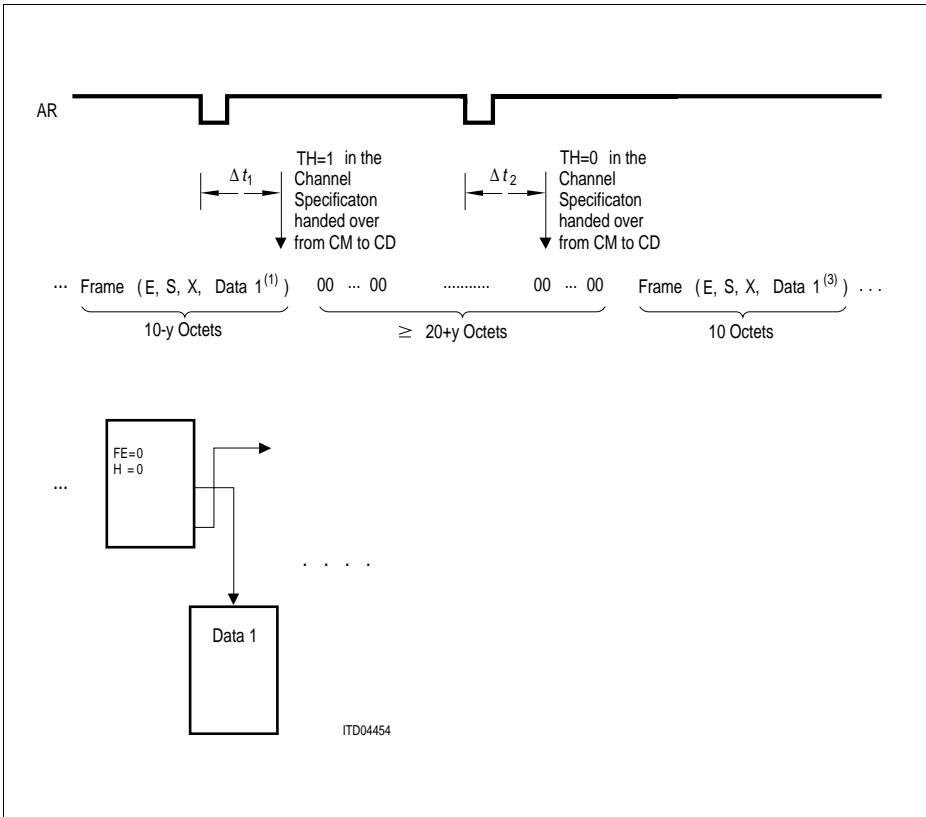 AR
Δ t1
TH=1 in the
Channel
Specificaton
handed over
from CM to CD
Δ t2
TH=0 in the
Channel
Specificaton
handed over
from CM to CD
... Frame (E, S, X, Data 1(1)) 00 ... 00 ........... 00 ... 00 Frame (E, S, X, Data 1(3)) ...
10-y Octets ≥ 20+y Octets 10 Octets
FE=0
H =0
...
. . . .
Data 1
ITD04454